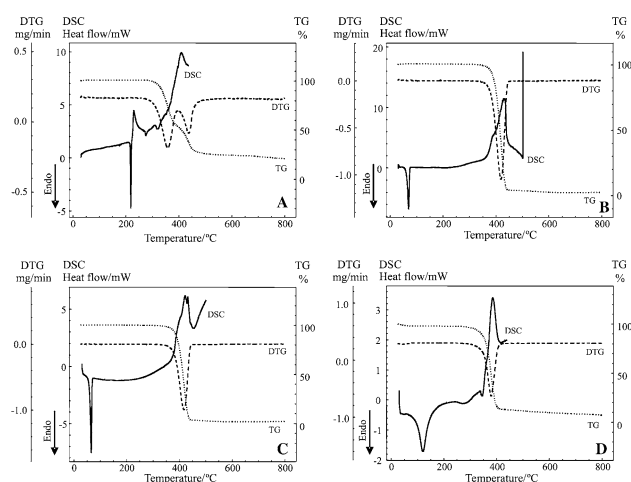 DTG DSC TG
mg/min Heat flow/mW %
0.5
0.0
-0.5
10
5
0
-5
100
50
0
DSC
DTG
TG
Endo
A
0 200 400 600 800
Temperature/°C
DTG DSC TG
mg/min Heat flow/mW %
0.0
-0.5
-1.0
20
10
0
100
50
0
DTG
DSC
TG
Endo
B
0 200 400 600 800
Temperature/°C
DTG DSC TG
mg/min Heat flow/mW %
0.0
-1.0
5
0
-5
100
50
0
DSC
DTG
TG
Endo
C
0 200 400 600 800
Temperature/°C
DTG DSC TG
mg/min Heat flow/mW %
1.0
0.0
-1.0
3
2
1
0
-1
-2
100
50
0
DSC
DTG
TG
Endo
D
0 200 400 600 800
Temperature/°C